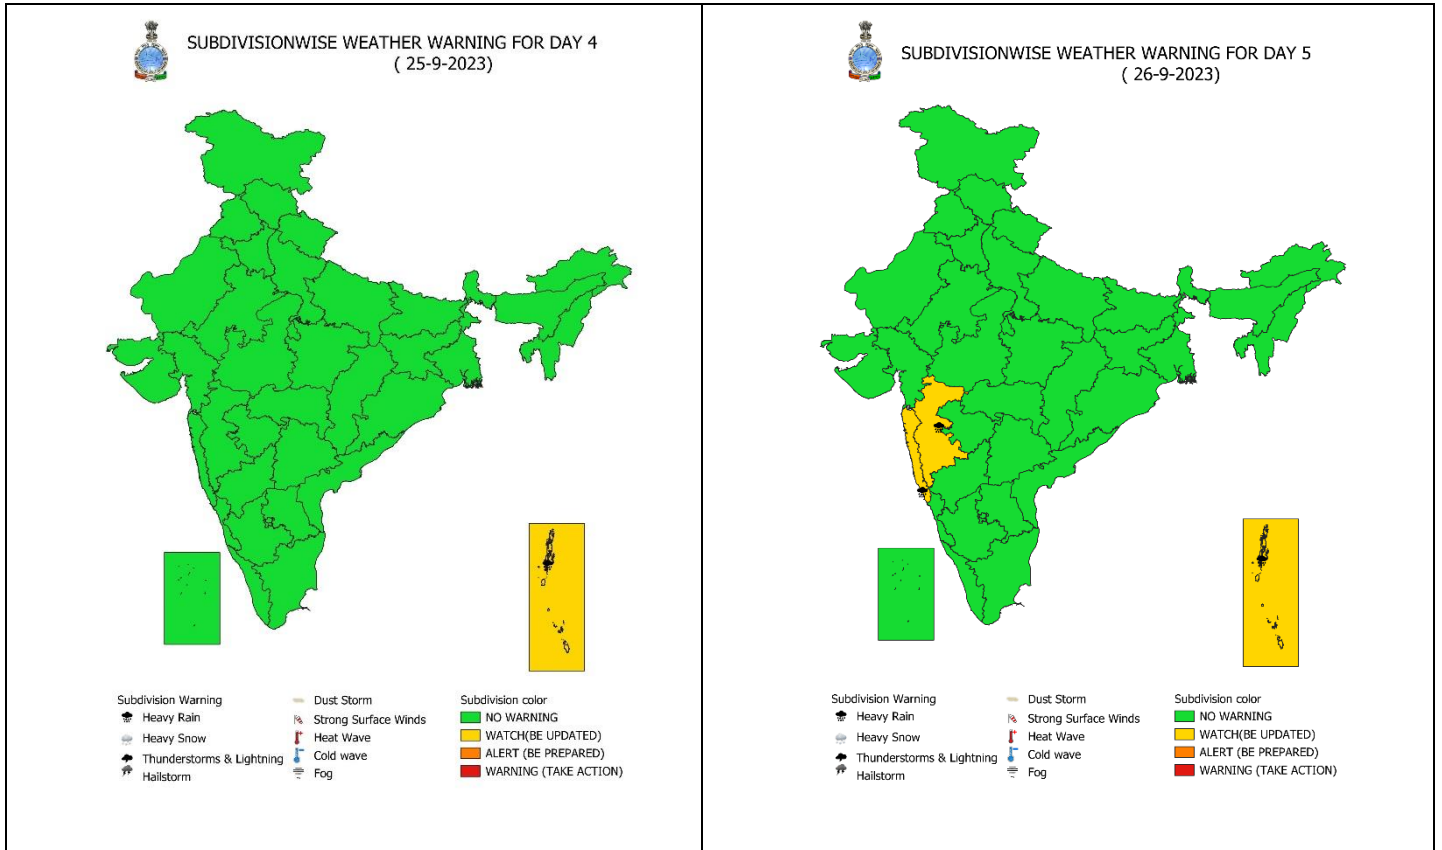 SUBDIVISIONWISE WEATHER WARNING FOR DAY 4
( 25-9-2023)
Subdivision Warning
Heavy Rain
Heavy Snow
Thunderstorms & Lightning
Hailstorm
Dust Storm
Strong Surface Winds
Heat Wave
Cold wave
Fog
Subdivision color
NO WARNING
WATCH(BE UPDATED)
ALERT (BE PREPARED)
WARNING (TAKE ACTION)
SUBDIVISIONWISE WEATHER WARNING FOR DAY 5
( 26-9-2023)
Subdivision Warning
Heavy Rain
Heavy Snow
Thunderstorms & Lightning
Hailstorm
Dust Storm
Strong Surface Winds
Heat Wave
Cold wave
Fog
Subdivision color
NO WARNING
WATCH(BE UPDATED)
ALERT (BE PREPARED)
WARNING (TAKE ACTION)